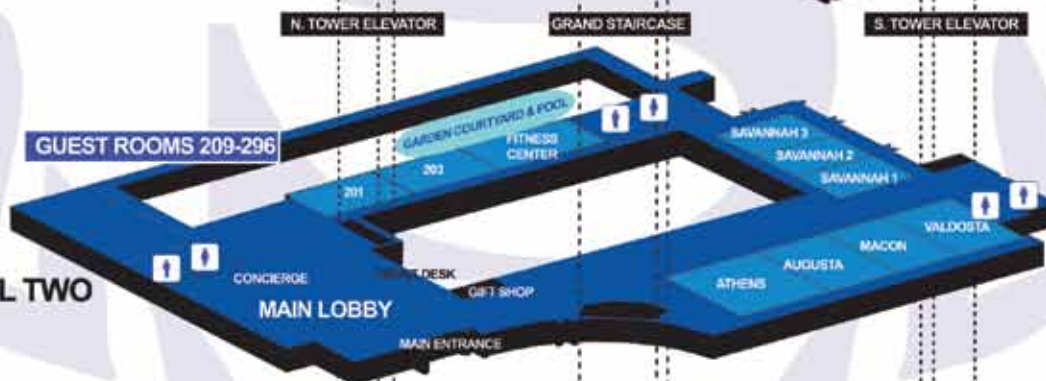 N. TOWER ELEVATOR
GRAND STAIRCASE
S. TOWER ELEVATOR
GARDEN COURTYARD & POOL
GUEST ROOMS 209-296
FITNESS
CENTER
203
201
SAVANNAH 3
SAVANNAH 2
SAVANNAH 1
VALDOSTA
MACON
AUGUSTA
ATHENS
CONCIERGE
DESK
GIFT SHOP
L TWO
MAIN LOBBY
MAIN ENTRANCE